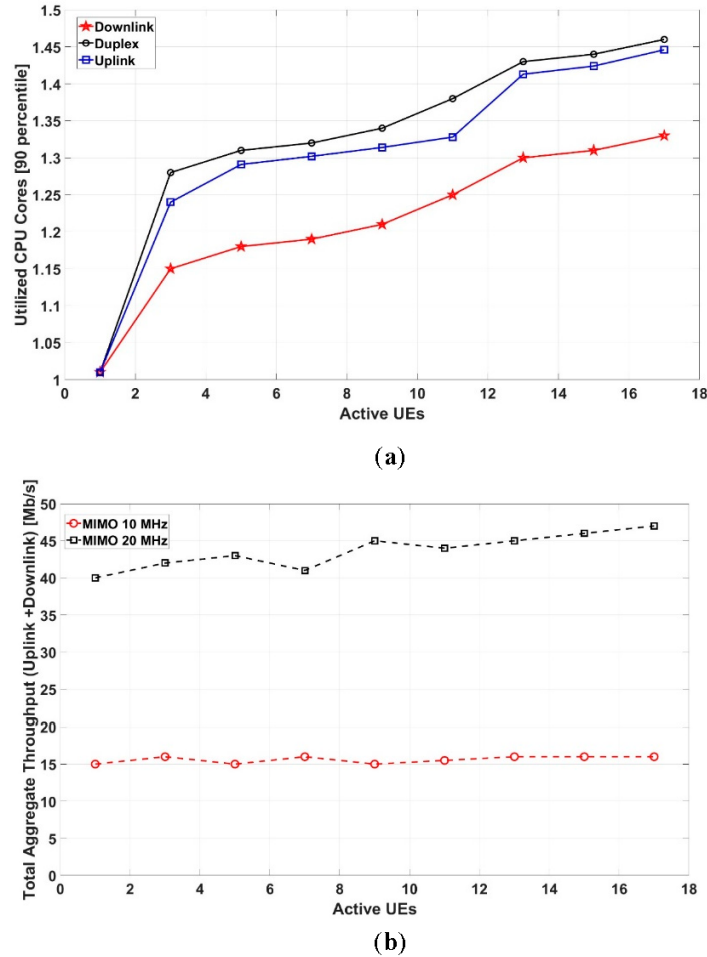 1.5
1.45
1.4
1.35
1.3
1.25
1.2
1.15
1.1
1.05
1
Utilized CPU Cores [90 percentile]
Downlink
Duplex
Uplink
0 2 4 6 8 10 12 14 16 18
Active UEs
(a)
50
45
40
35
30
25
20
15
10
5
0
Total Aggregate Throughput (Uplink +Downlink) [Mb/s]
MIMO 10 MHz
MIMO 20 MHz
0 2 4 6 8 10 12 14 16 18
Active UEs
(b)